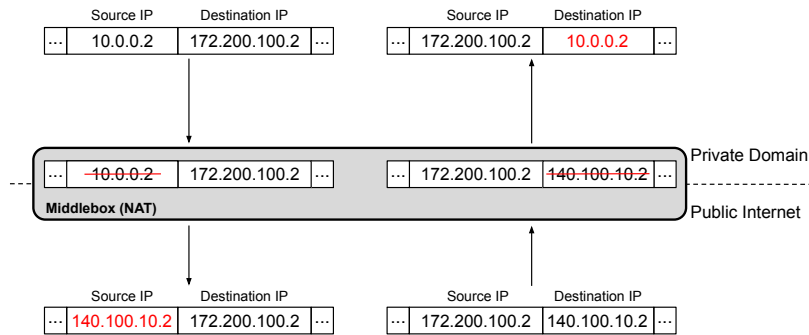 Source IP Destination IP Source IP Destination IP
... 10.0.0.2 172.200.100.2 ... ... 172.200.100.2 10.0.0.2 ...
Private Domain
... 10.0.0.2 172.200.100.2 ... ... 172.200.100.2 140.100.10.2 ...
Middlebox (NAT)
Public Internet
Source IP Destination IP Source IP Destination IP
... 140.100.10.2 172.200.100.2 ... ... 172.200.100.2 140.100.10.2 ...